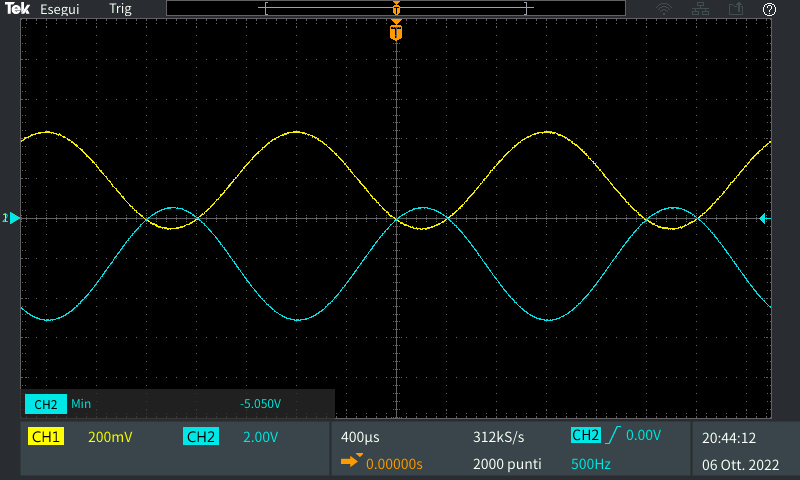 Tek Esegui Trig T ?
T
1
CH2 Min -5.050V
CH1 200mV CH2 2.00V 400µs 312kS/s CH2 0.00V 20:44:12
0.00000s 2000 punti 500Hz 06 Ott. 2022